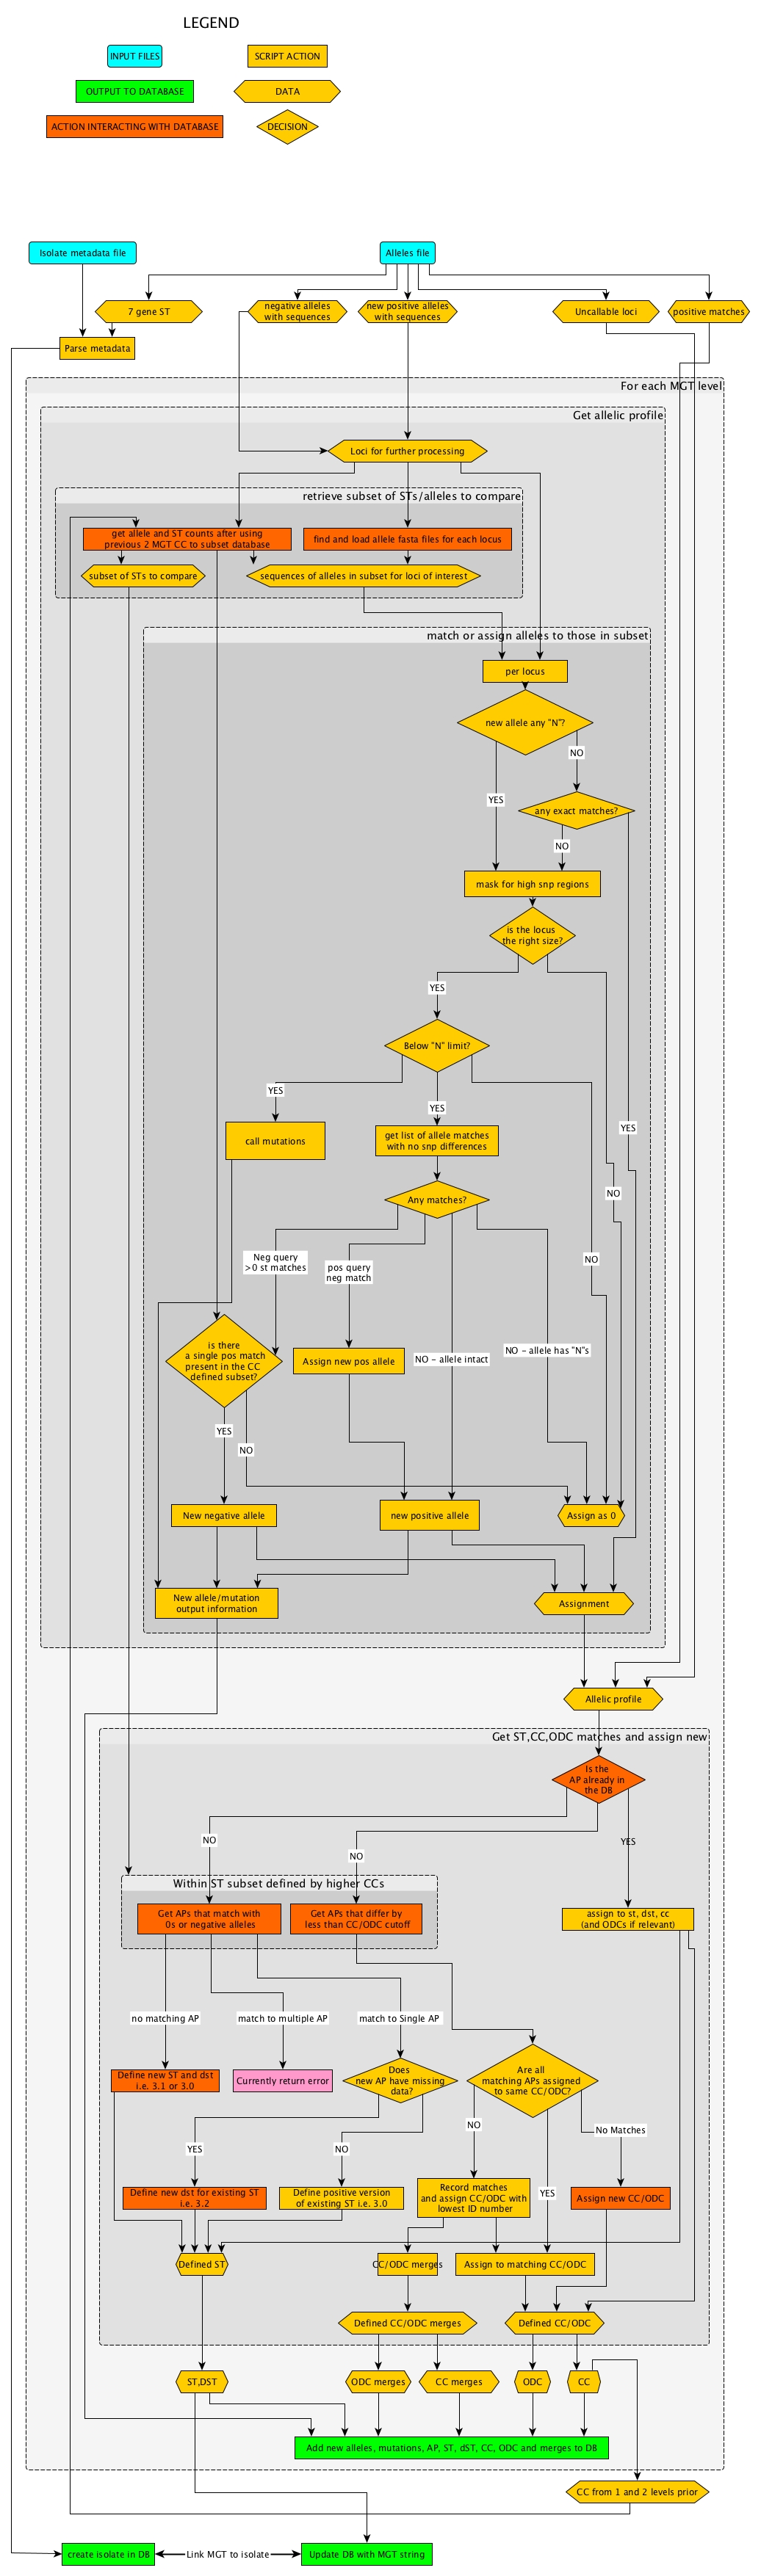 LEGEND
INPUT FILES
SCRIPT ACTION
OUTPUT TO DATABASE
DATA
ACTION INTERACTING WITH DATABASE
DECISION
Isolate metadata file
Alleles file
7 gene ST
negative alleles
with sequences
new positive alleles
with sequences
Uncallable loci
positive matches
Parse metadata
For each MGT level
Get allelic profile
Loci for further processing
retrieve subset of STs/alleles to compare
get allele and ST counts after using
previous 2 MGT CC to subset database
find and load allele fasta files for each locus
subset of STs to compare
sequences of alleles in subset for loci of interest
match or assign alleles to those in subset
per locus
new allele any "N"?
NO
YES
any exact matches?
NO
mask for high snp regions
is the locus
the right size?
YES
Below "N" limit?
YES
YES
YES
call mutations
get list of allele matches
with no snp differences
NO
Any matches?
Neg query
>0 st matches
pos query
neg match
NO
is there
a single pos match
present in the CC
defined subset?
Assign new pos allele
NO - allele intact
NO - allele has "N"s
YES
NO
New negative allele
new positive allele
Assign as 0
New allele/mutation
output information
Assignment
Allelic profile
Get ST,CC,ODC matches and assign new
Is the
AP already in
the DB
NO
NO
YES
Within ST subset defined by higher CCs
Get APs that match with
0s or negative alleles
Get APs that differ by
less than CC/ODC cutoff
assign to st, dst, cc
(and ODCs if relevant)
no matching AP
match to multiple AP
match to Single AP
Define new ST and dst
i.e. 3.1 or 3.0
Currently return error
Does
new AP have missing
data?
Are all
matching APs assigned
to same CC/ODC?
NO
No Matches
YES
NO
YES
Define new dst for existing ST
i.e. 3.2
Define positive version
of existing ST i.e. 3.0
Record matches
and assign CC/ODC with
lowest ID number
Assign new CC/ODC
Defined ST
CC/ODC merges
Assign to matching CC/ODC
Defined CC/ODC merges
Defined CC/ODC
ST,DST
ODC merges
CC merges
ODC
CC
Add new alleles, mutations, AP, ST, dST, CC, ODC and merges to DB
CC from 1 and 2 levels prior
create isolate in DB
Link MGT to isolate
Update DB with MGT string